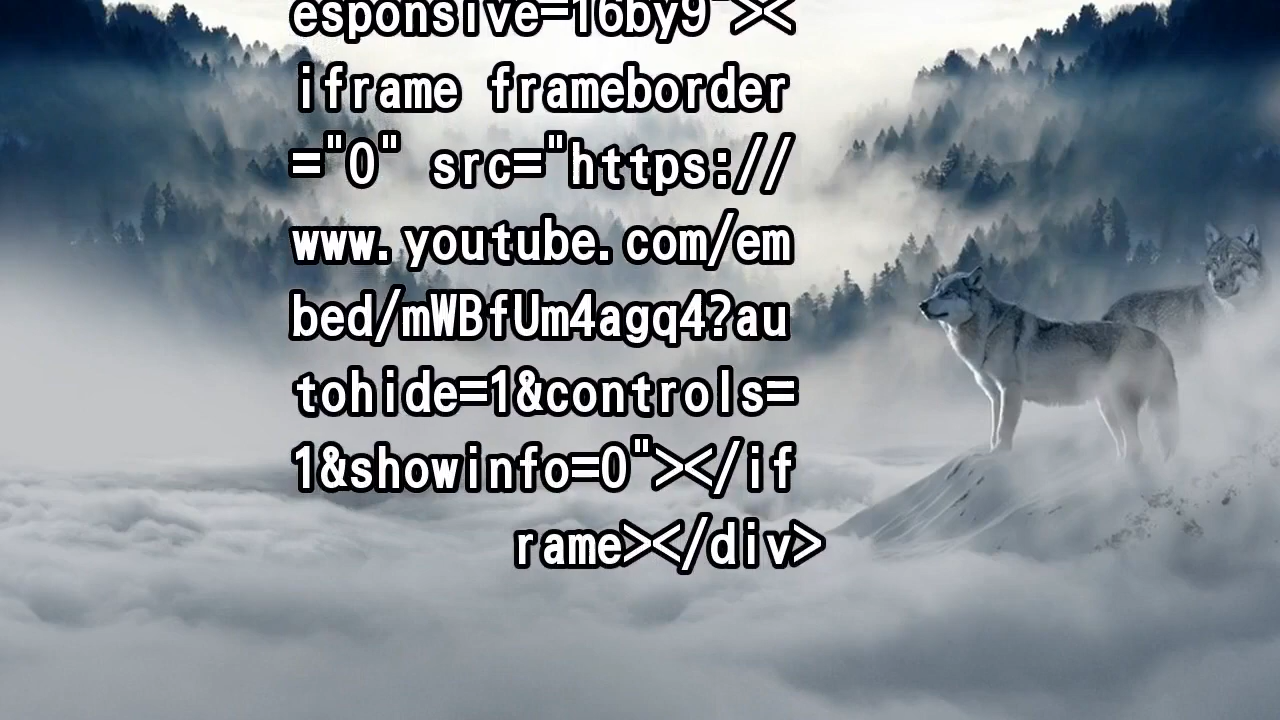 esponsive=16by9"><
iframe frameborder
="0" src="https://
www.youtube.com/em
bed/mWBfUm4agq4?au
tohide=1&controls=
1&showinfo=0"></if
rame></div>